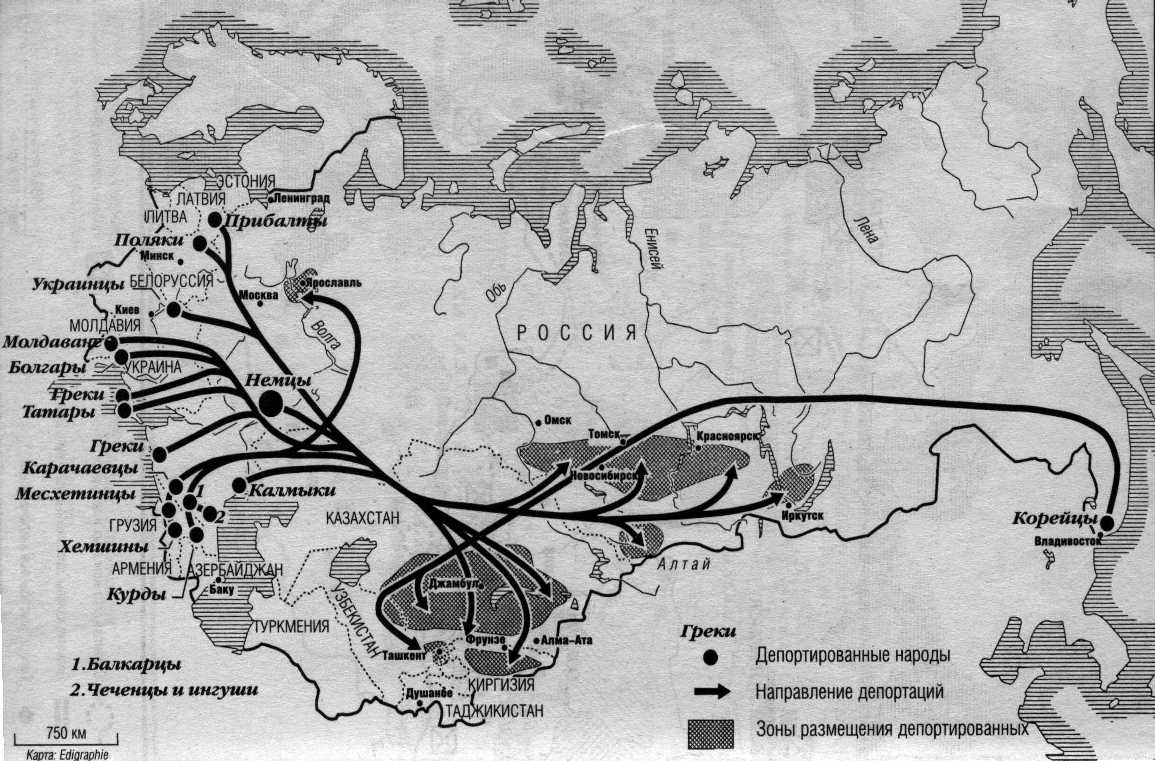 ЭСТОНИЯ
Ленинград
ЛАТВИЯ
ЛИТВА
Прибалты
Поляки
Минск
Украинцы
БЕЛОРУССИЯ
Ярославль
Москва
Киев
Волга
МОЛДАВИЯ
Молдаване
Болгары
УКРАИНА
Немцы
Греки
Татары
Греки
Карачаевцы
Месхетинцы
1
Калмыки
2
ГРУЗИЯ
Хемшины
АРМЕНИЯ
АЗЕРБАЙДЖАН
Баку
Курды
Обь
Енисей
Лена
РОССИЯ
Омск
Томск
Красноярск
Новосибирск
Иркутск
Алтай
Корейцы
Владивосток
КАЗАХСТАН
Джамбул
УЗБЕКИСТАН
ТУРКМЕНИЯ
Фрунзе
Алма-Ата
Ташкент
КИРГИЗИЯ
Душанбе
ТАДЖИКИСТАН
1.Балкарцы
2.Чеченцы и ингуши
750 км
Карта: Edigraphie
Греки
Депортированные народы
Направление депортаций
Зоны размещения депортированных